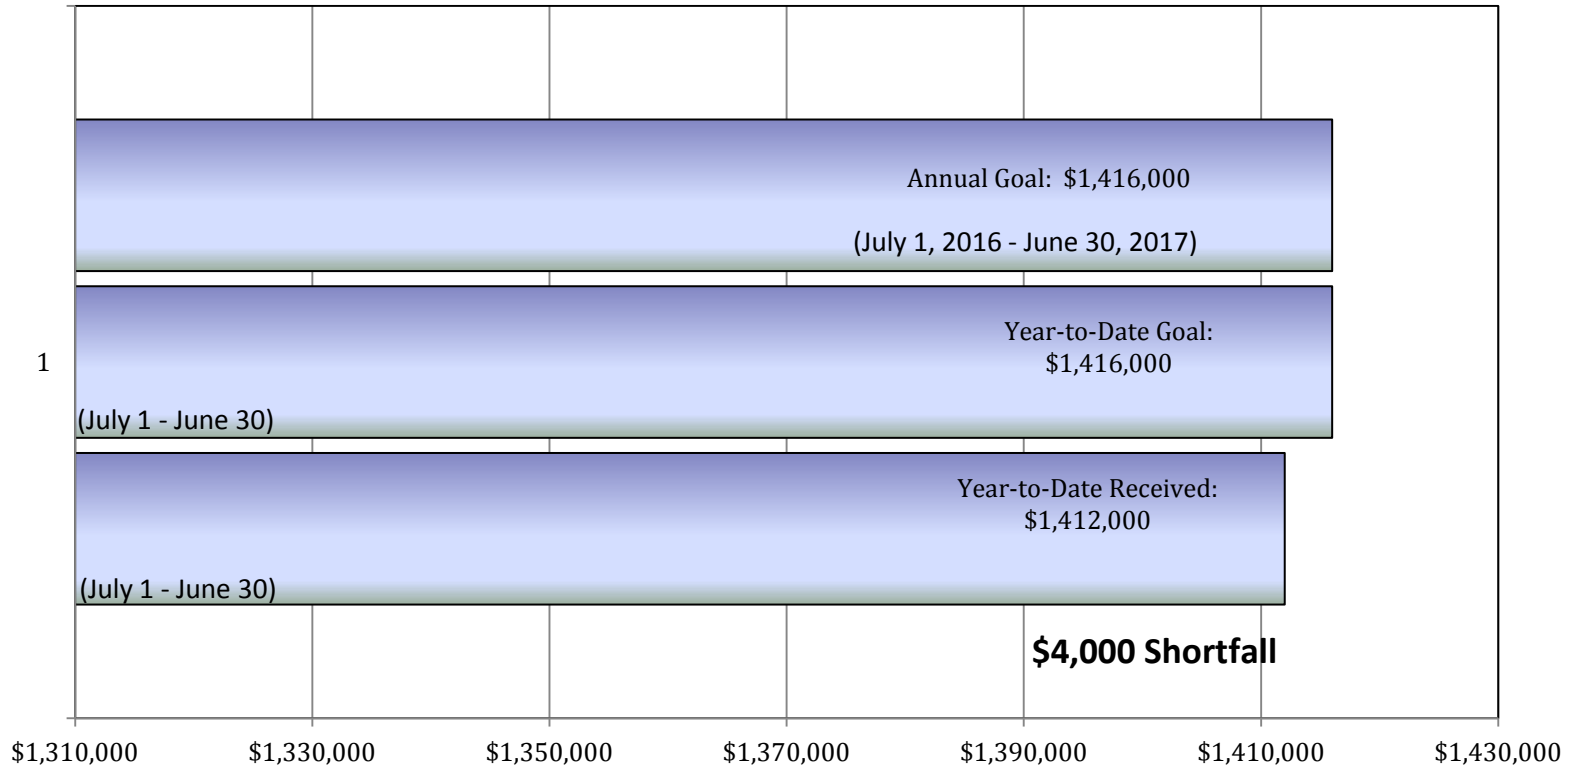 Annual Goal:  $1,416,000
(July 1, 2016 - June 30, 2017)
Year-to-Date Goal:
$1,416,000
1
(July 1 - June 30)
Year-to-Date Received:
$1,412,000
(July 1 - June 30)
$4,000 Shortfall
$1,310,000 $1,330,000 $1,350,000 $1,370,000 $1,390,000 $1,410,000 $1,430,000